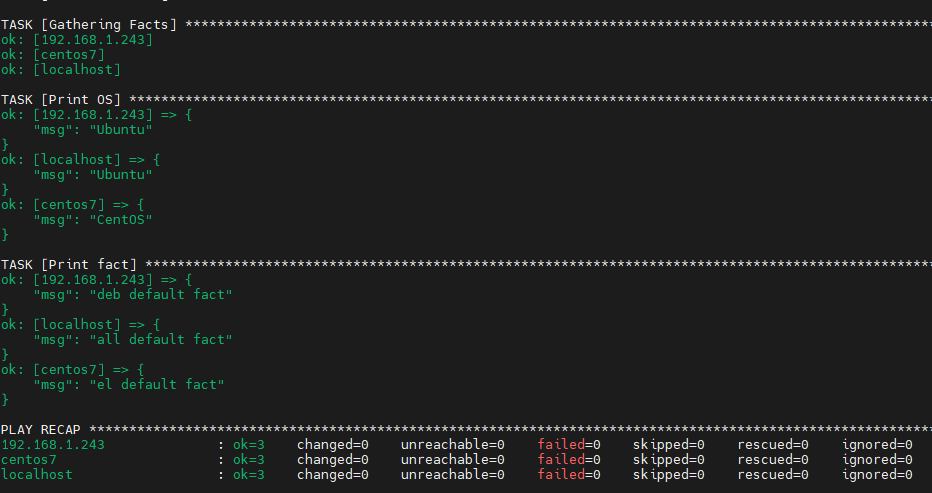 TASK [Gathering Facts] **********************************************************************************************
ok: [192.168.1.243]
ok: [centos7]
ok: [localhost]
TASK [Print OS] *****************************************************************************************************
ok: [192.168.1.243] => {
    "msg": "Ubuntu"
}
ok: [localhost] => {
    "msg": "Ubuntu"
}
ok: [centos7] => {
    "msg": "CentOS"
}
TASK [Print fact] ***************************************************************************************************
ok: [192.168.1.243] => {
    "msg": "deb default fact"
}
ok: [localhost] => {
    "msg": "all default fact"
}
ok: [centos7] => {
    "msg": "el default fact"
}
PLAY RECAP **********************************************************************************************************
192.168.1.243              : ok=3    changed=0    unreachable=0    failed=0    skipped=0    rescued=0    ignored=0
centos7                    : ok=3    changed=0    unreachable=0    failed=0    skipped=0    rescued=0    ignored=0
localhost                  : ok=3    changed=0    unreachable=0    failed=0    skipped=0    rescued=0    ignored=0